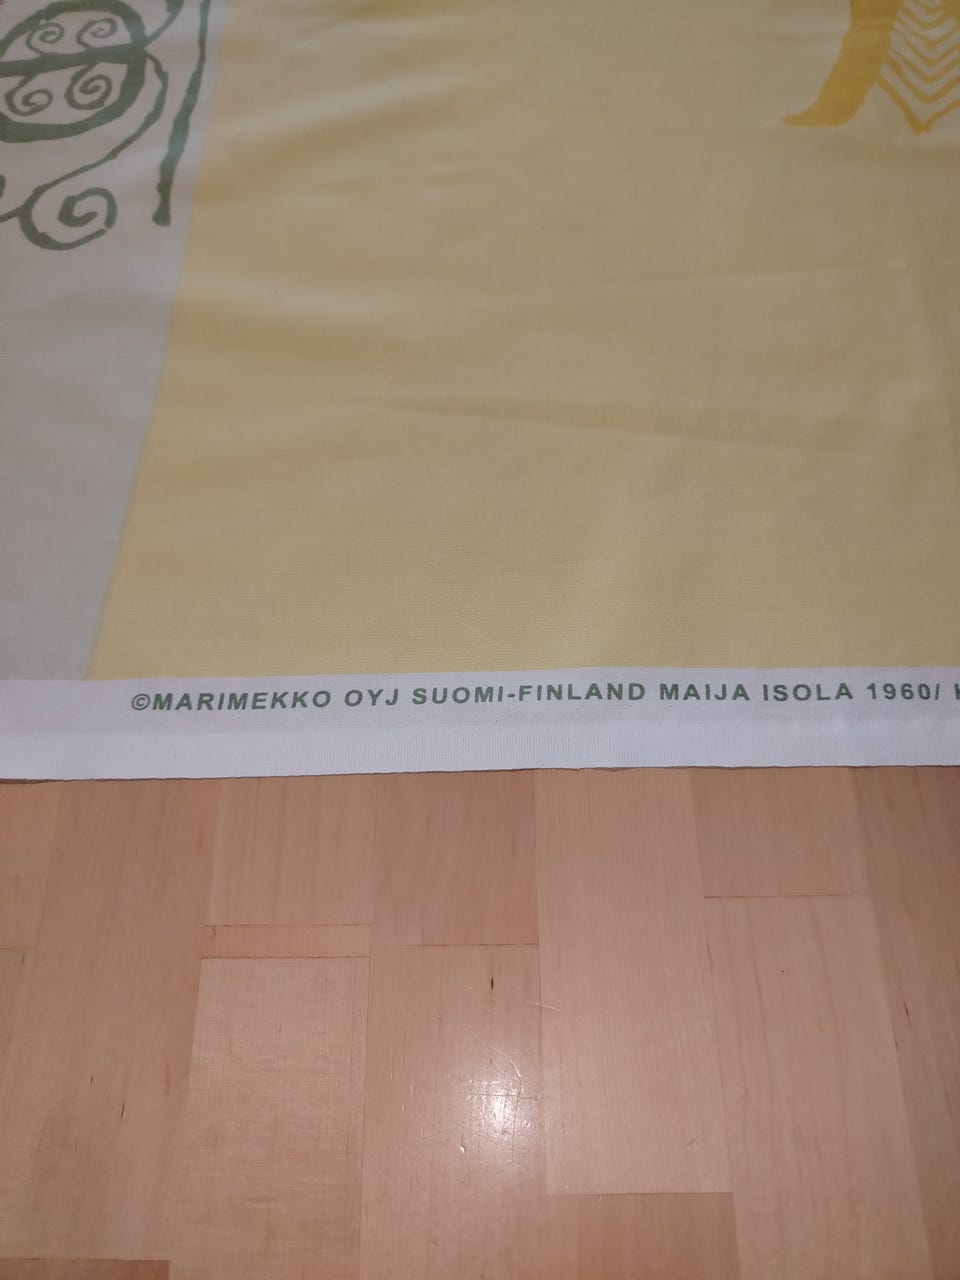 ©MARIMEKKO OYJ SUOMI-FINLAND MAIJA ISOLA 1960/